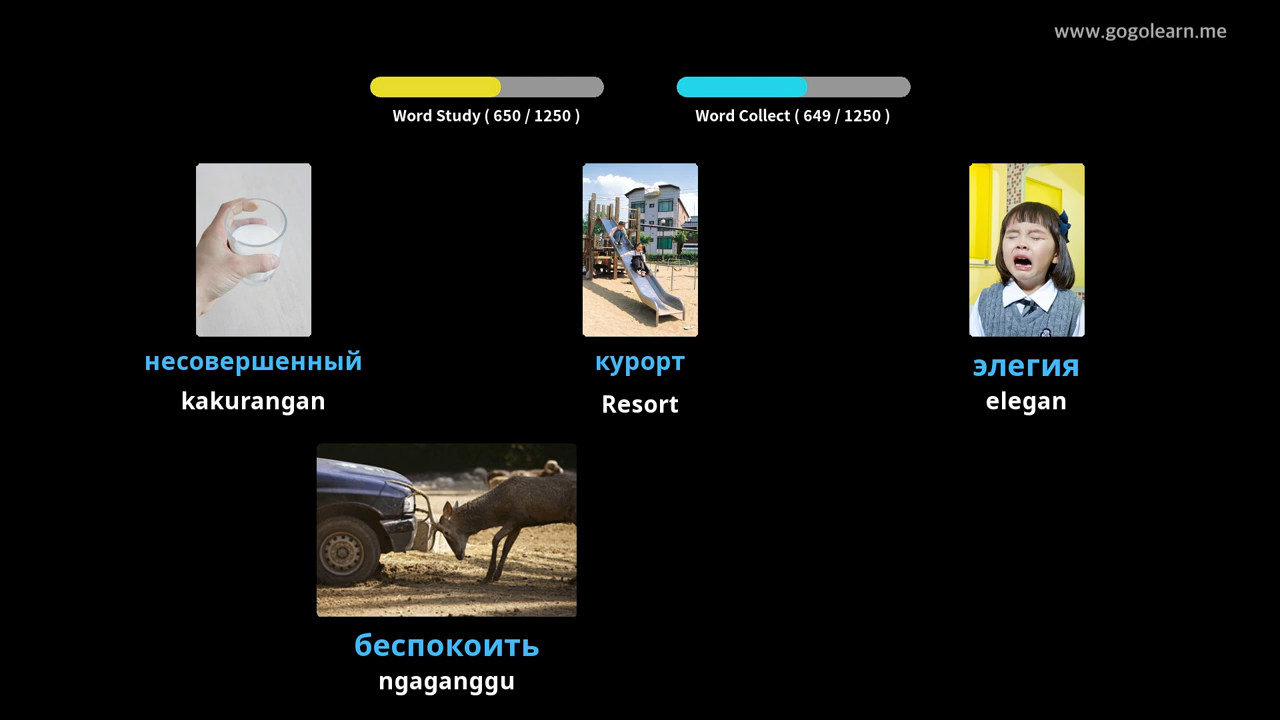 www.gogolearn.me
Word Study ( 650 / 1250 )
Word Collect ( 649 / 1250 )
несовершенный
kakurangan
курорт
Resort
элегия
elegan
беспокоить
ngaganggu